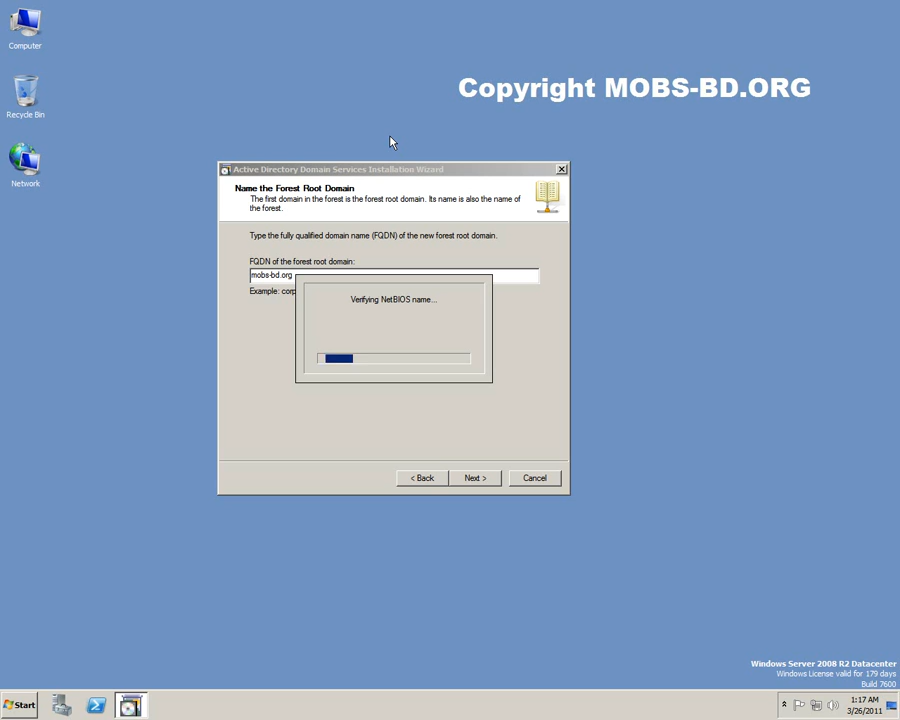 Computer
Recycle Bin
Network
Copyright MOBS-BD.ORG
Active Directory Domain Services Installation Wizard
Name the Forest Root Domain
The first domain in the forest is the forest root domain. Its name is also the name of
the forest.
Type the fully qualified domain name (FQDN) of the new forest root domain.
FQDN of the forest root domain:
mobs-bd.org
Example: corp
Verifying NetBIOS name...
< Back
Next >
Cancel
Windows Server 2008 R2 Datacenter
Windows License valid for 179 days
Build 7600
Start
1:17 AM
3/26/2011